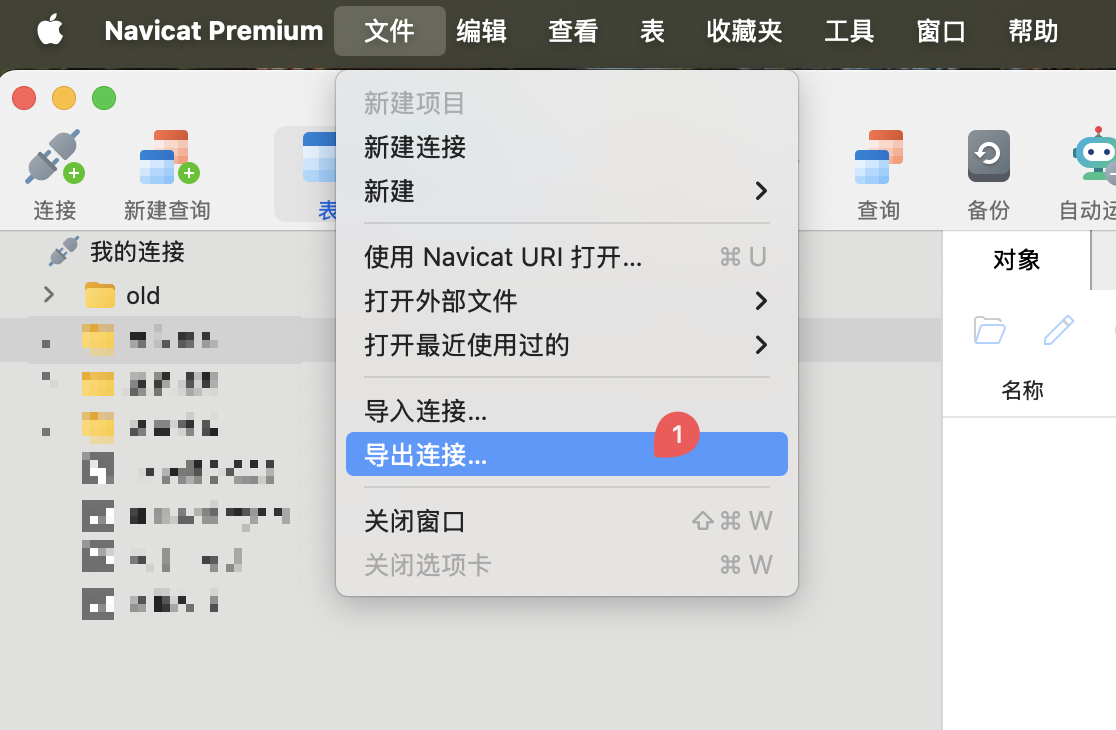 Navicat Premium 文件 编辑 查看 表 收藏夹 工具 窗口 帮助
连接 新建查询 表 查询 备份 自动运
新建项目
新建连接
新建
使用 Navicat URI 打开... ⌘ U
打开外部文件
打开最近使用过的
导入连接...
导出连接... 1
关闭窗口 ⇧ ⌘ W
关闭选项卡 ⌘ W
我的连接
old
对象
名称